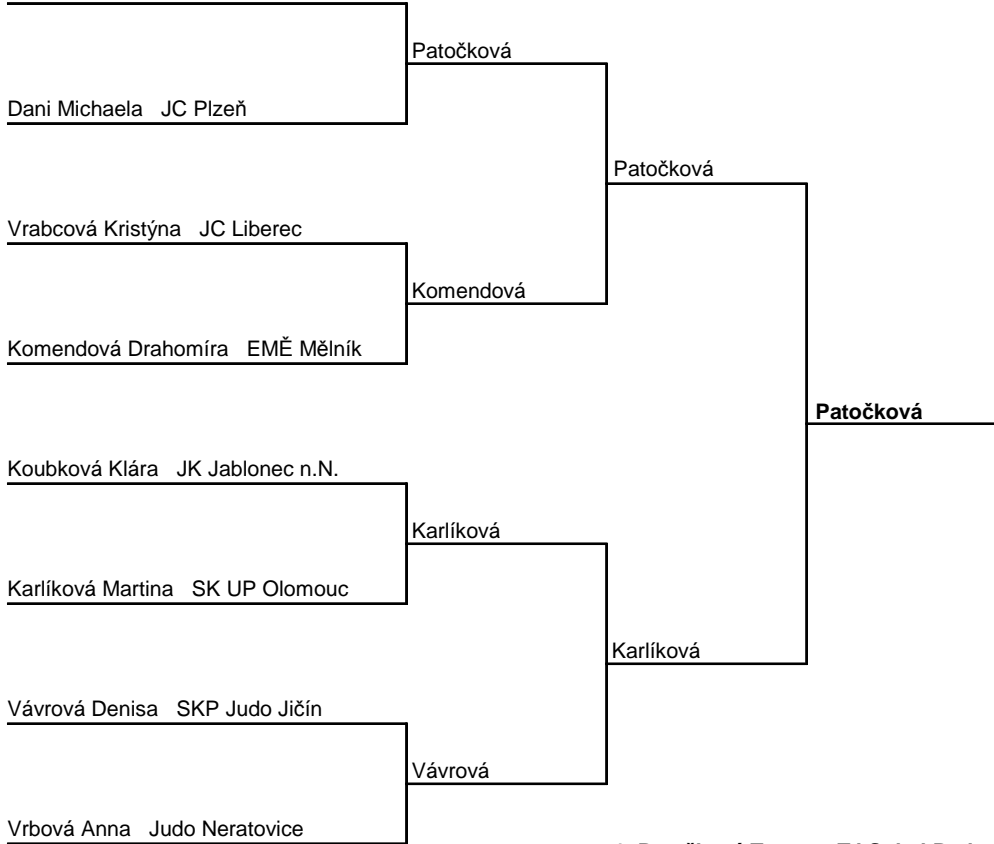 Patočková
Dani Michaela JC Plzeň
Patočková
Vrabcová Kristýna JC Liberec
Komendová
Komendová Drahomíra EMĚ Mělník
Patočková
Koubková Klára JK Jablonec n.N.
Karlíková
Karlíková Martina SK UP Olomouc
Karlíková
Vávrová Denisa SKP Judo Jičín
Vávrová
Vrbová Anna Judo Neratovice